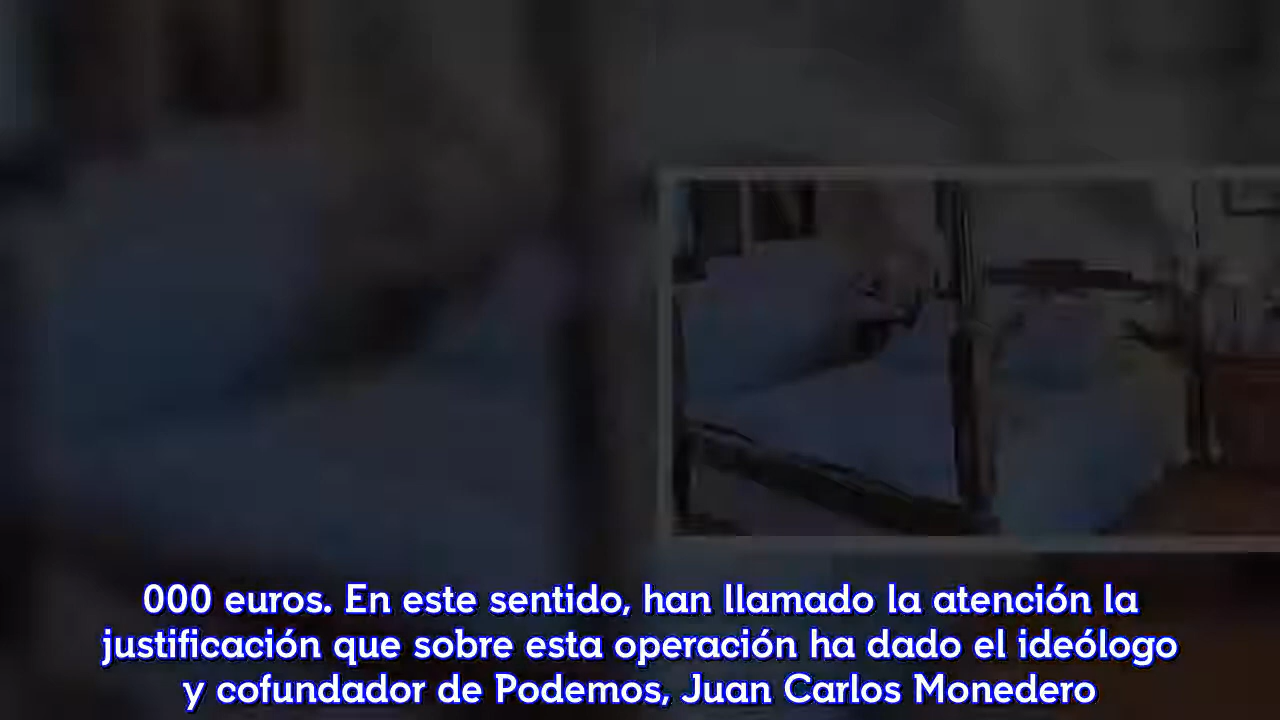 000 euros. En este sentido, han llamado la atención la
justificación que sobre esta operación ha dado el ideólogo
y cofundador de Podemos, Juan Carlos Monedero